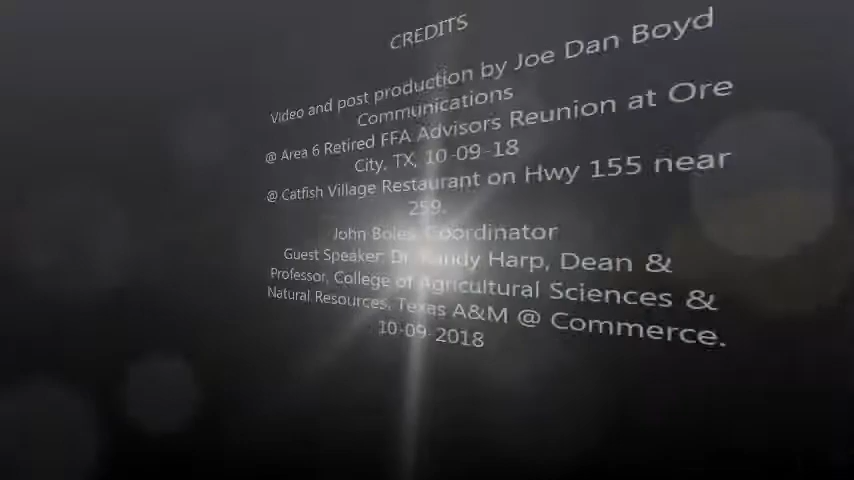 CREDITS
Video and post production by Joe Dan Boyd
Communications
@ Area 6 Retired FFA Advisors Reunion at Ore
City, TX, 10-09-18
@ Catfish Village Restaurant on Hwy 155 near
259.
John Boles, Coordinator
Guest Speaker: Dr. Randy Harp, Dean &
Professor, College of Agricultural Sciences &
Natural Resources, Texas A&M @ Commerce.
10-09-2018